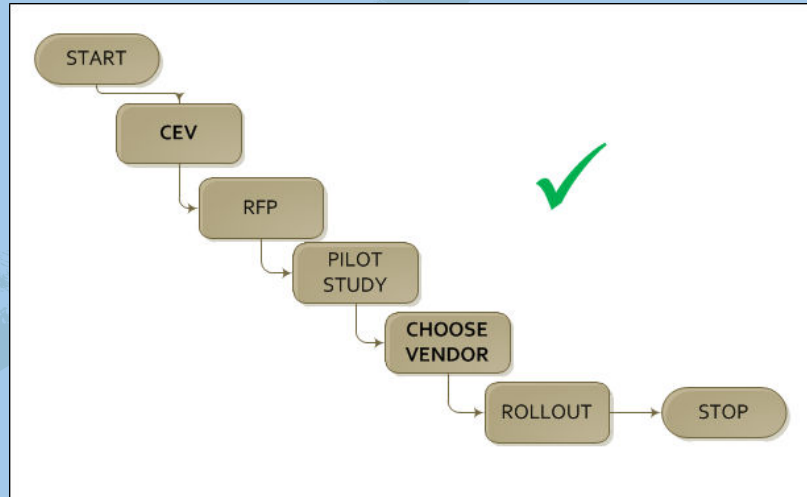 START
CEV
RFP
PILOT
STUDY
CHOOSE
VENDOR
ROLLOUT
STOP